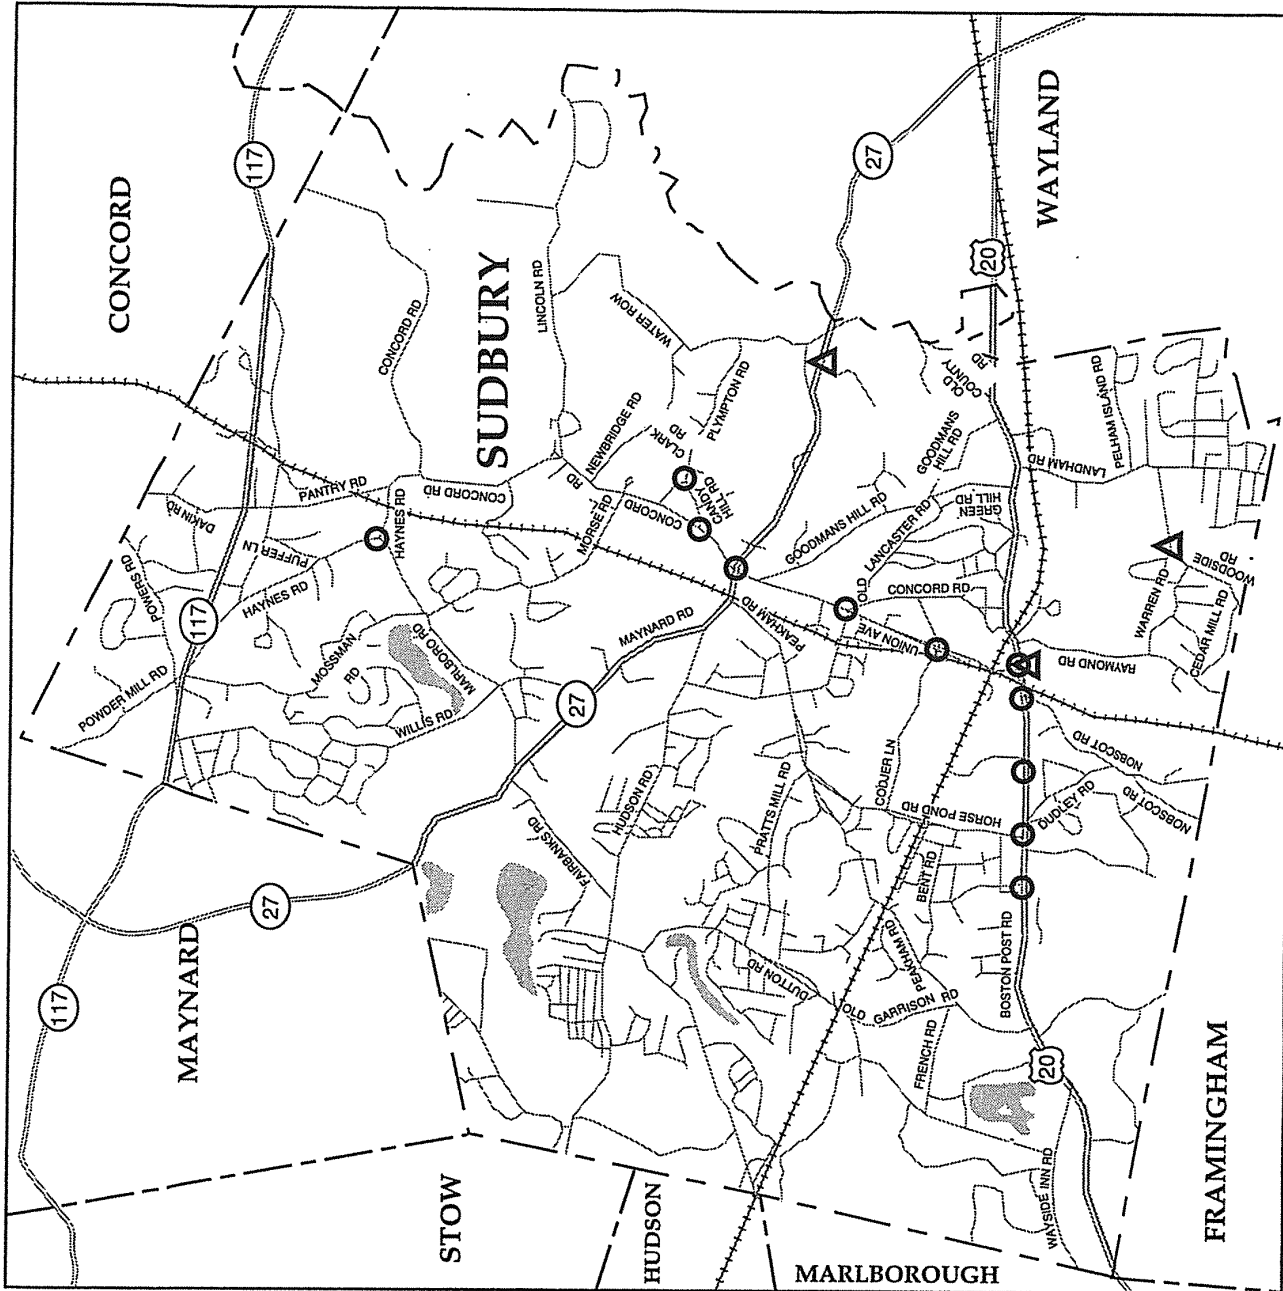 CONCORD
117
117
117
MAYNARD
27
STOW
HUDSON
MARLBOROUGH
FRAMINGHAM
WAYLAND
SUDBURY
27
27
20
20
CONCORD RD
LINCOLN RD
WATER ROW
PLYMPTON RD
NEWBRIDGE RD
CLARK
RD
CANDY
HILL RD
CONCORD
RD
MORSE RD
CONCORD RD
PANTRY RD
HAYNES RD
DAKIN RD
PUFFER LN
HAYNES RD
POWERS RD
POWDER MILL RD
MOSSMAN
RD
MARLBORO RD
WILLIS RD
MAYNARD RD
PEAKHAM RD
HUDSON RD
FAIRBANKS RD
PRATTS MILL RD
DUTTON RD
GOODMANS HILL RD
GOODMANS
HILL RD
OLD
COUNTY
RD
OLD
LANCASTER RD
GREEN
HILL RD
CONCORD RD
UNION AVE
CODJER LN
HORSE POND RD
BENT RD
PEAKHAM RD
OLD GARRISON RD
FRENCH RD
BOSTON POST RD
WAYSIDE INN RD
DUDLEY RD
NOBSCOT RD
NOBSCOT RD
RAYMOND RD
WARREN RD
CEDAR MILL RD
WOODSIDE
RD
LANDHAM RD
PELHAM ISLAND RD